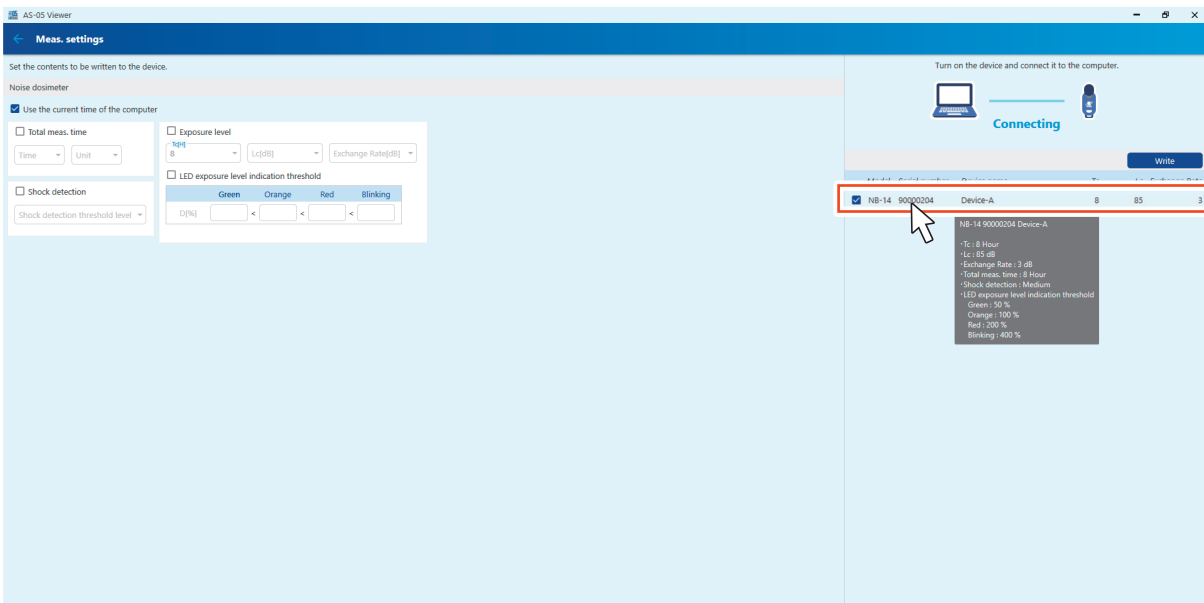 AS-05 Viewer
Meas. settings
Set the contents to be written to the device.
Noise dosimeter
Use the current time of the computer
Total meas. time
Time
Unit
Shock detection
Shock detection threshold level
Exposure level
Tc[H]
8
Lc[dB]
Exchange Rate[dB]
LED exposure level indication threshold
Green Orange Red Blinking
D[%] < < <
Turn on the device and connect it to the computer.
Connecting
Write
Model Serial number Device name Tc Lc Exchange Rate
NB-14 90000204 Device-A 8 85 3
NB-14 90000204 Device-A
・Tc : 8 Hour
・Lc : 85 dB
・Exchange Rate : 3 dB
・Total meas. time : 8 Hour
・Shock detection : Medium
・LED exposure level indication threshold
Green : 50 %
Orange : 100 %
Red : 200 %
Blinking : 400 %